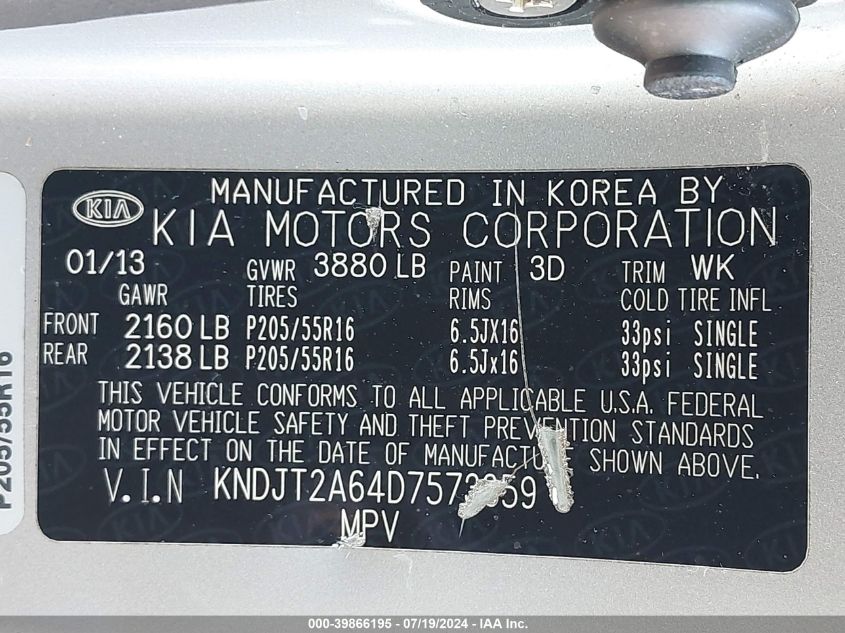 MANUFACTURED IN KOREA BY
KIA KIA MOTORS CORPORATION
01/13 GVWR 3880 LB PAINT 3D TRIM WK
GAWR TIRES RIMS COLD TIRE INFL
FRONT 2160 LB P205/55R16 6.5JX16 33psi SINGLE
REAR 2138 LB P205/55R16 6.5Jx16 33psi SINGLE
THIS VEHICLE CONFORMS TO ALL APPLICABLE U.S.A. FEDERAL
MOTOR VEHICLE SAFETY AND THEFT PREVENTION STANDARDS
IN EFFECT ON THE DATE OF MANUFACTURE SHOWN ABOVE.
V.I.N
MPV
P205/55R16
000-39866195 - 07/19/2024 - IAA Inc.